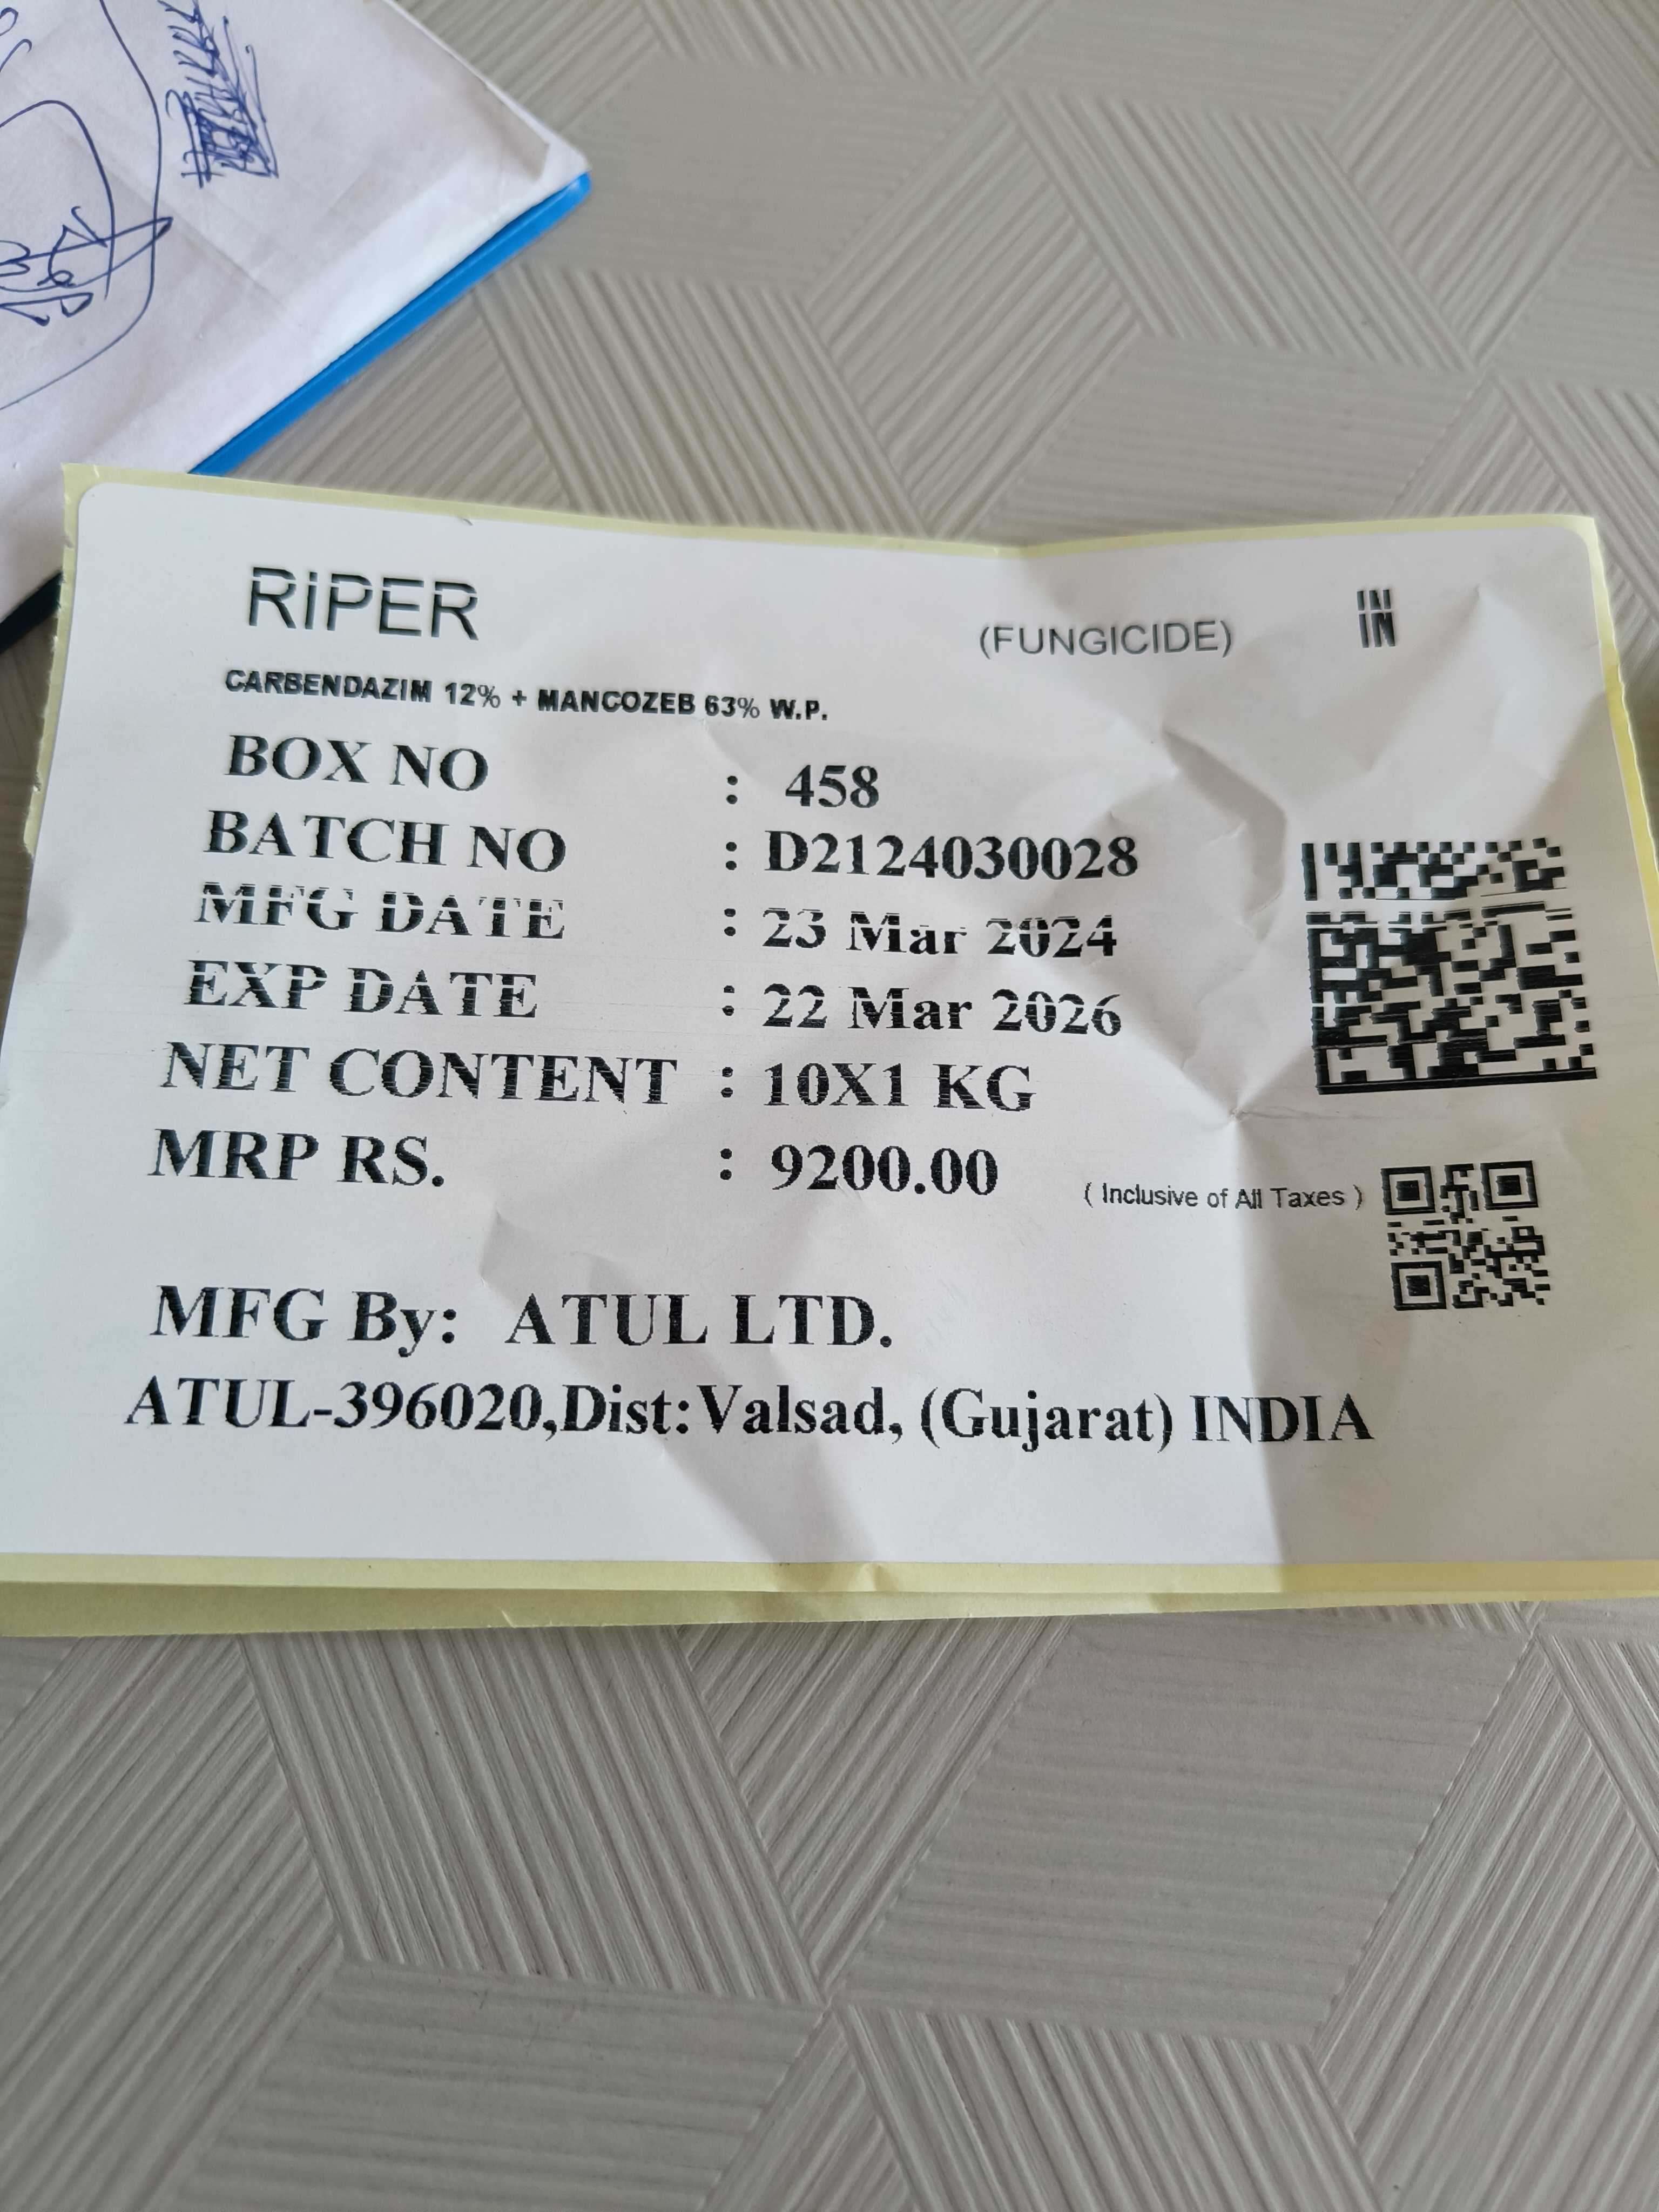 RiPER (FUNGICIDE) IN
IN
CARBENDAZIM 12% + MANCOZEB 63% W.P.
BOX NO : 458
BATCH NO : D2124030028
MFG DATE : 23 Mar 2024
EXP DATE : 22 Mar 2026
NET CONTENT : 10X1 KG
MRP RS. : 9200.00 ( Inclusive of All Taxes )
MFG By: ATUL LTD.
ATUL-396020,Dist:Valsad, (Gujarat) INDIA